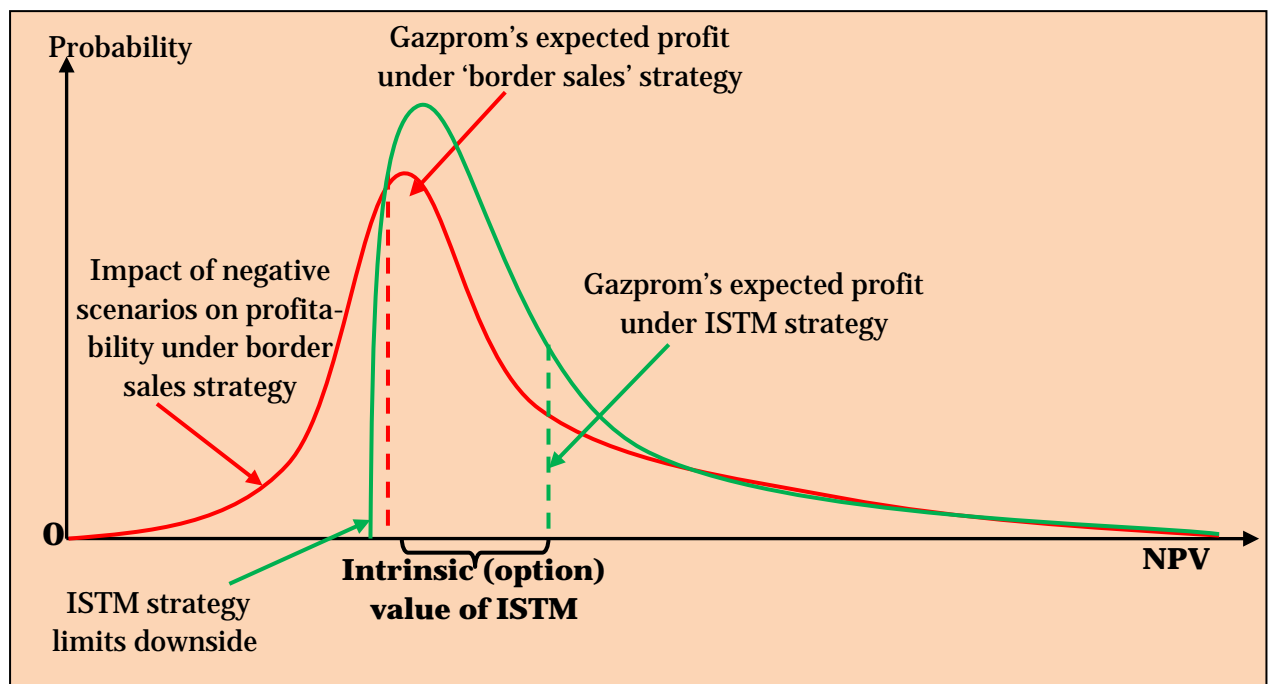 Probability
Gazprom’s expected profit
under ‘border sales’ strategy
Impact of negative
scenarios on profita-
bility under border
sales strategy
Gazprom’s expected profit
under ISTM strategy
0
NPV
Intrinsic (option)
value of ISTM
ISTM strategy
limits downside